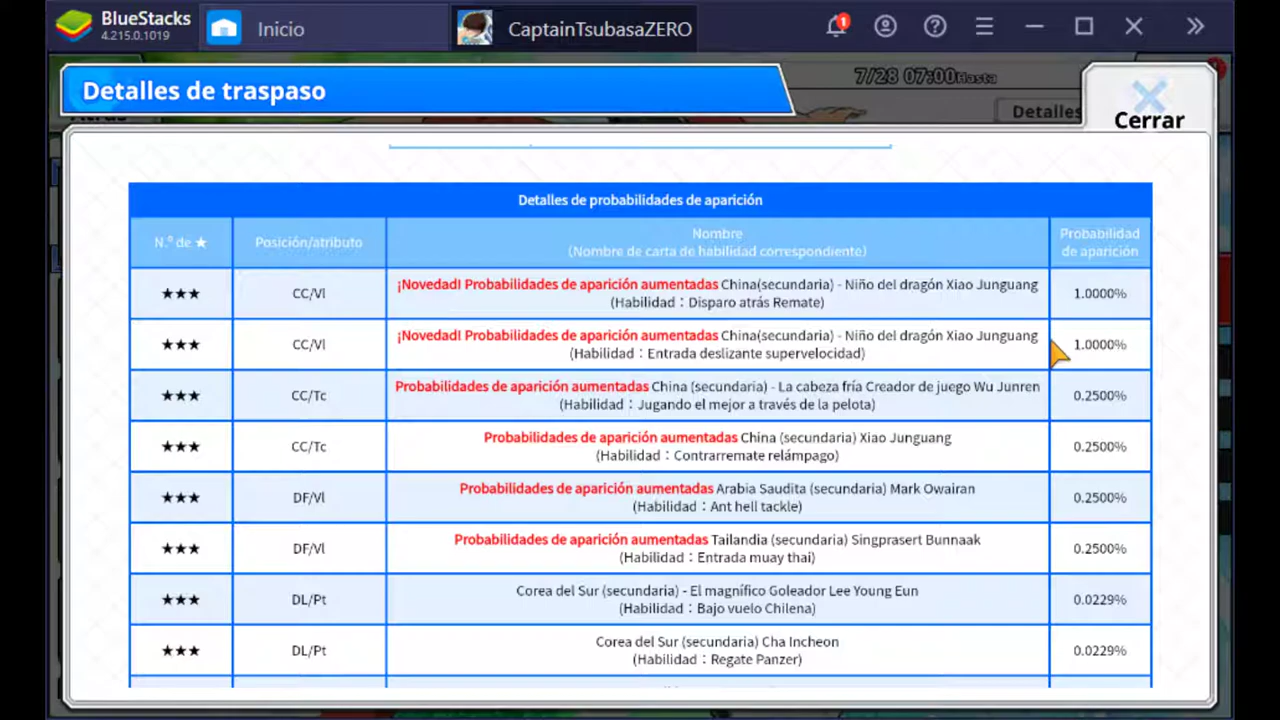 BlueStacks
4.215.0.1019
Inicio
CaptainTsubasaZERO
1
7/28 07:00Hasta
Detalles de traspaso
Atrás
Detalles
Cerrar
Detalles de probabilidades de aparición
N.º de ★
Posición/atributo
Nombre
(Nombre de carta de habilidad correspondiente)
Probabilidad
de aparición
★★★
CC/Vl
¡Novedad! Probabilidades de aparición aumentadas China(secundaria) - Niño del dragón Xiao Junguang
(Habilidad：Disparo atrás Remate)
1.0000%
★★★
CC/Vl
¡Novedad! Probabilidades de aparición aumentadas China(secundaria) - Niño del dragón Xiao Junguang
(Habilidad：Entrada deslizante supervelocidad)
1.0000%
★★★
CC/Tc
Probabilidades de aparición aumentadas China (secundaria) - La cabeza fría Creador de juego Wu Junren
(Habilidad：Jugando el mejor a través de la pelota)
0.2500%
★★★
CC/Tc
Probabilidades de aparición aumentadas China (secundaria) Xiao Junguang
(Habilidad：Contrarremate relámpago)
0.2500%
★★★
DF/Vl
Probabilidades de aparición aumentadas Arabia Saudita (secundaria) Mark Owairan
(Habilidad：Ant hell tackle)
0.2500%
★★★
DF/Vl
Probabilidades de aparición aumentadas Tailandia (secundaria) Singprasert Bunnaak
(Habilidad：Entrada muay thai)
0.2500%
★★★
DL/Pt
Corea del Sur (secundaria) - El magnífico Goleador Lee Young Eun
(Habilidad：Bajo vuelo Chilena)
0.0229%
★★★
DL/Pt
Corea del Sur (secundaria) Cha Incheon
(Habilidad：Regate Panzer)
0.0229%